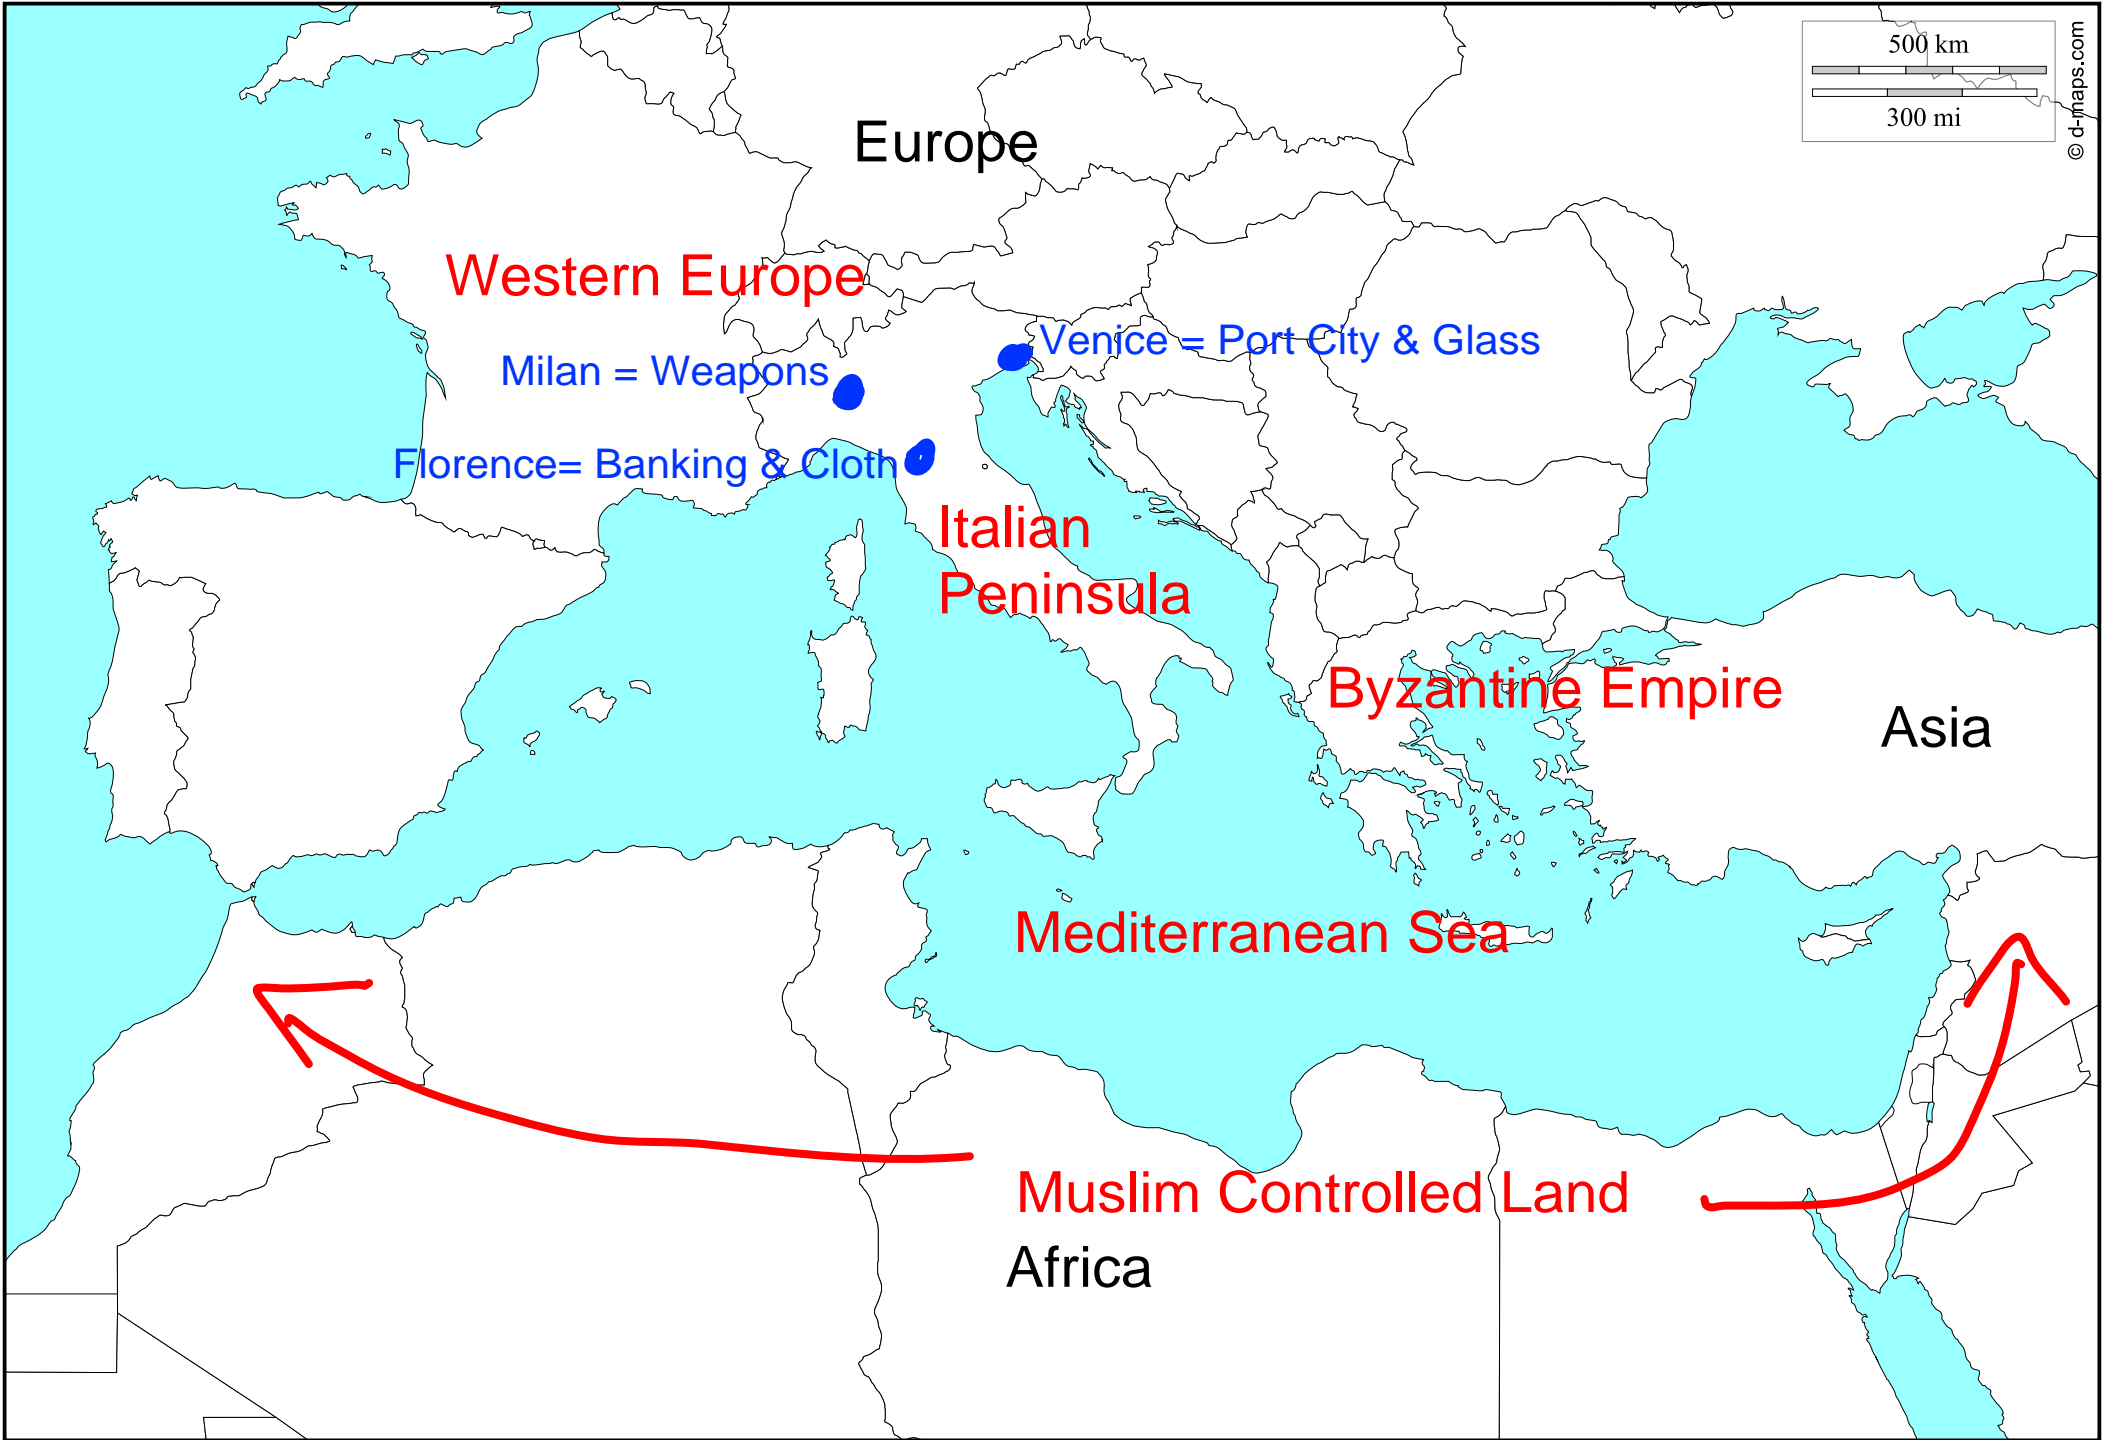 500 km
300 mi
© d-maps.com
Europe
Western Europe
Venice = Port City & Glass
Milan = Weapons
Florence= Banking & Cloth
Italian
Peninsula
Byzantine Empire
Asia
Mediterranean Sea
Muslim Controlled Land
Africa